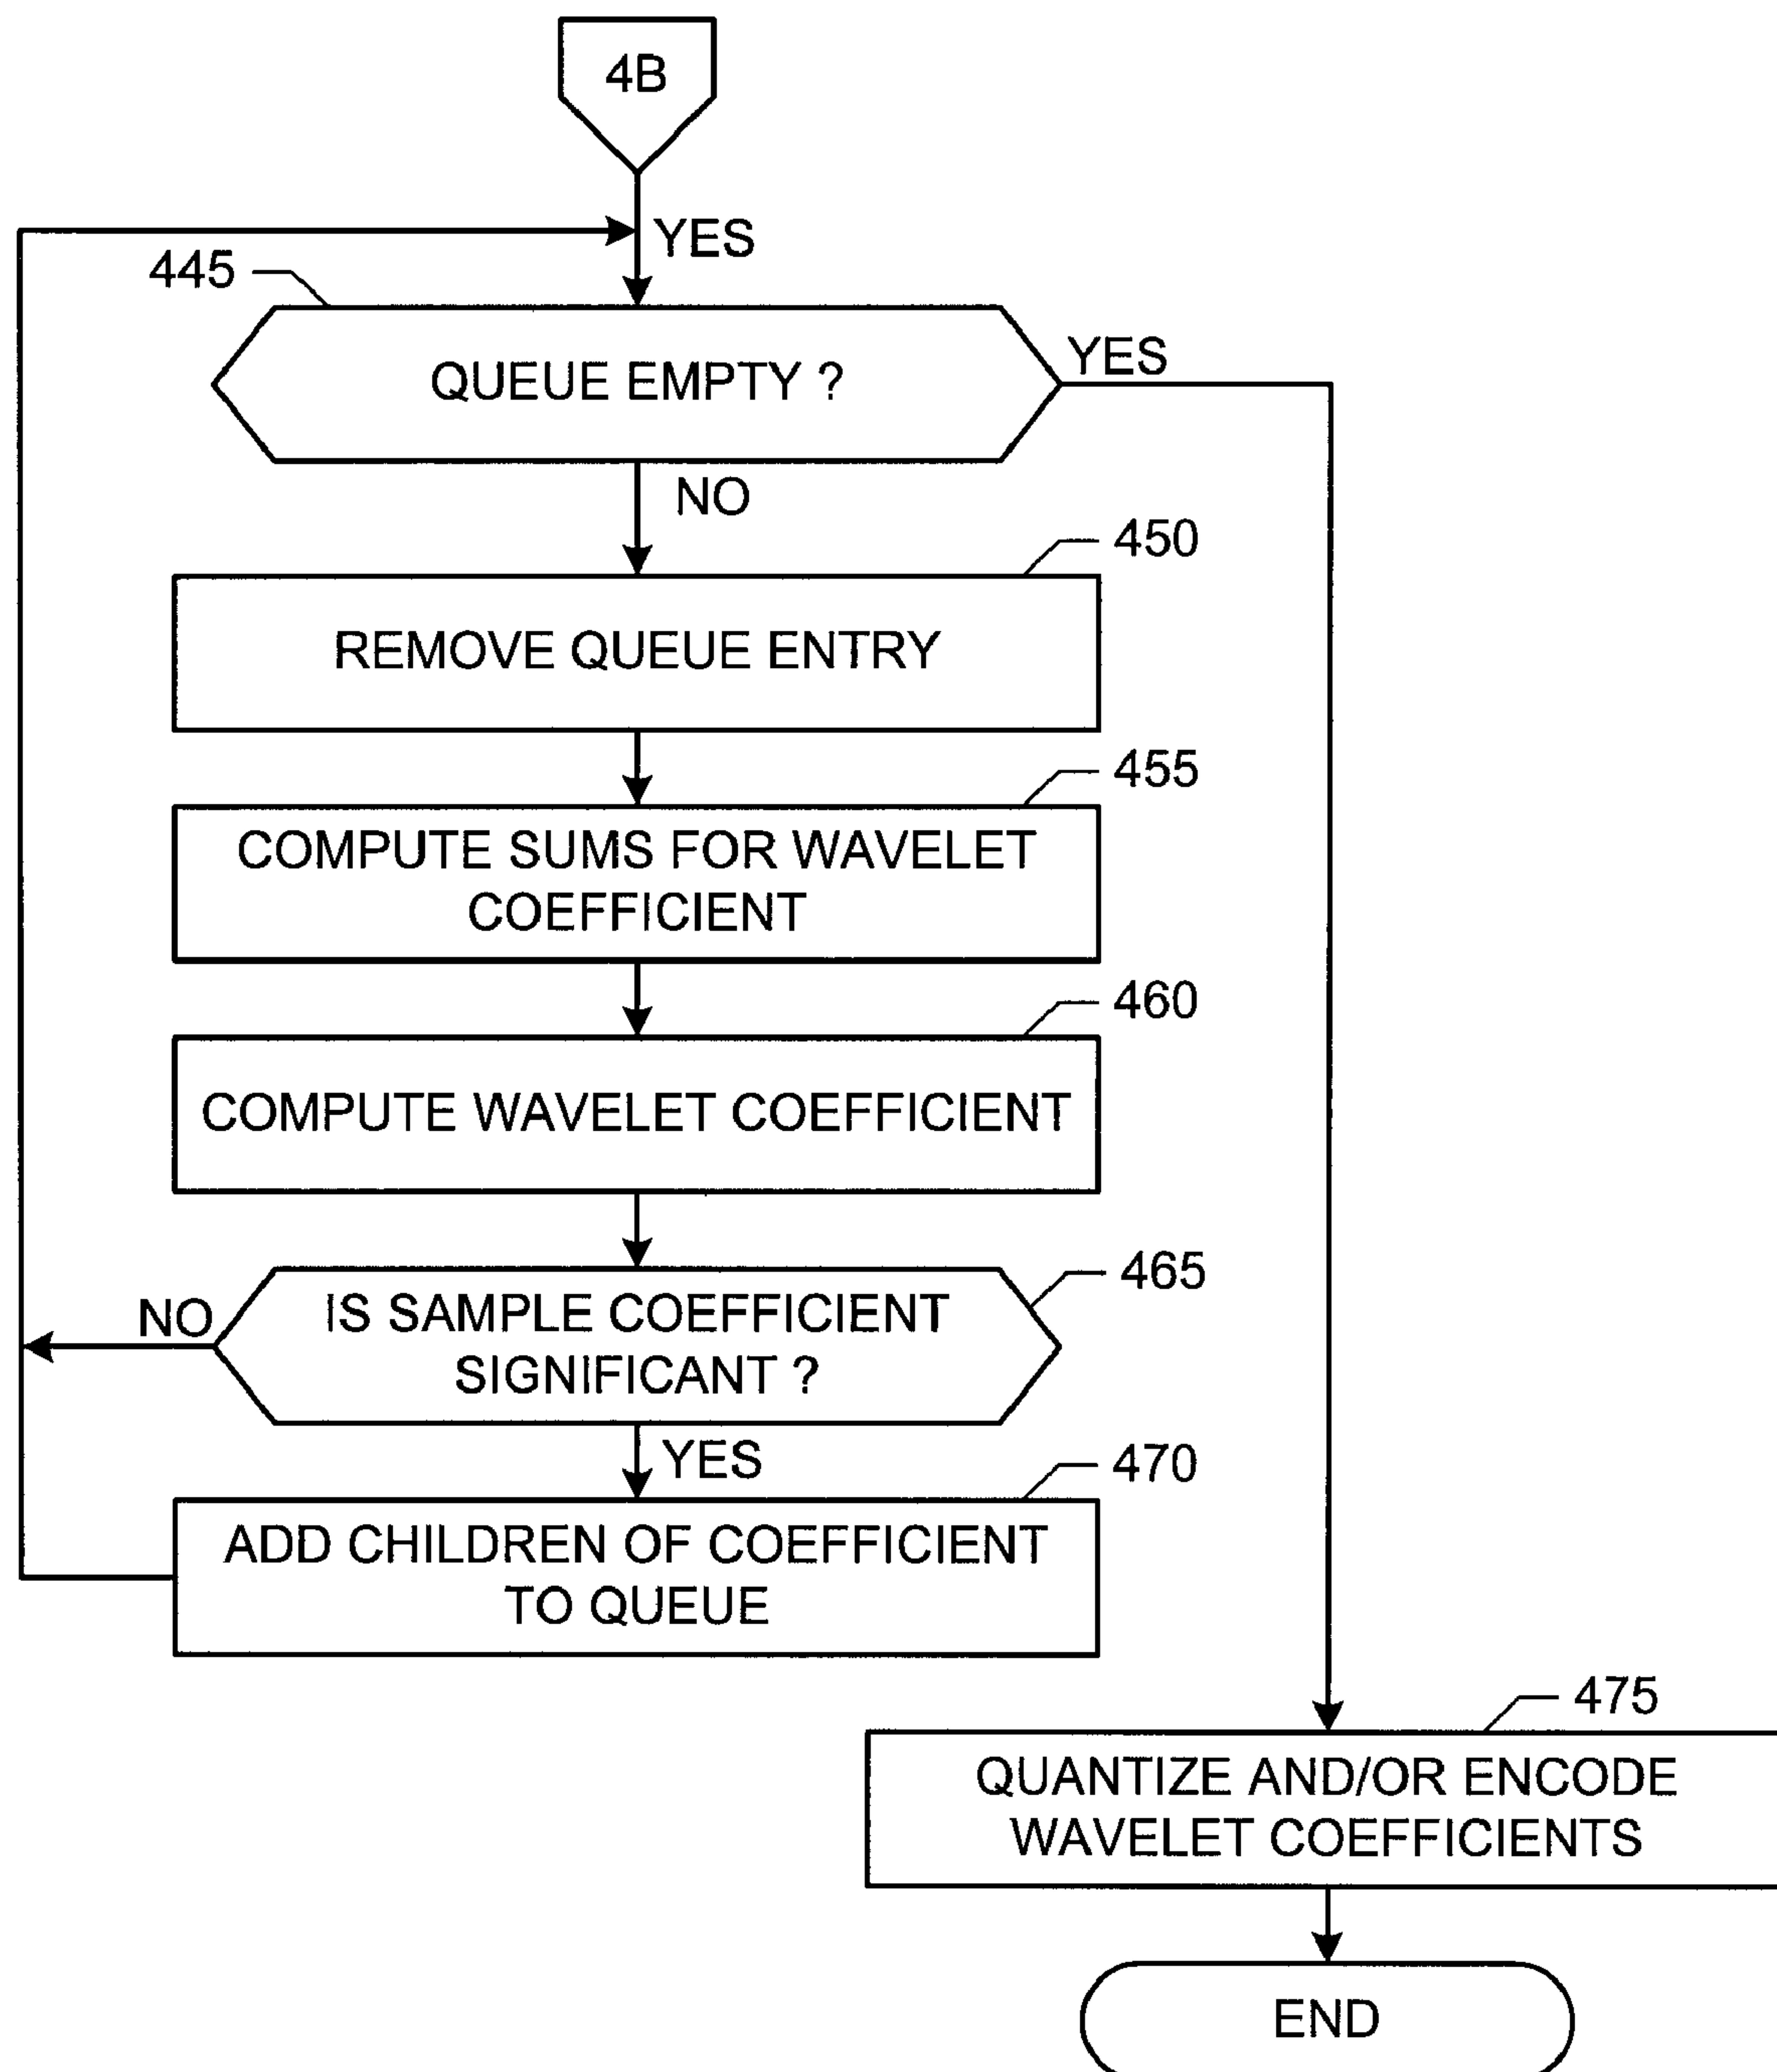 4B
YES
445
QUEUE EMPTY ?
YES
NO
450
REMOVE QUEUE ENTRY
455
COMPUTE SUMS FOR WAVELET
COEFFICIENT
460
COMPUTE WAVELET COEFFICIENT
465
NO
IS SAMPLE COEFFICIENT
SIGNIFICANT ?
YES
470
ADD CHILDREN OF COEFFICIENT
TO QUEUE
475
QUANTIZE AND/OR ENCODE
WAVELET COEFFICIENTS
END